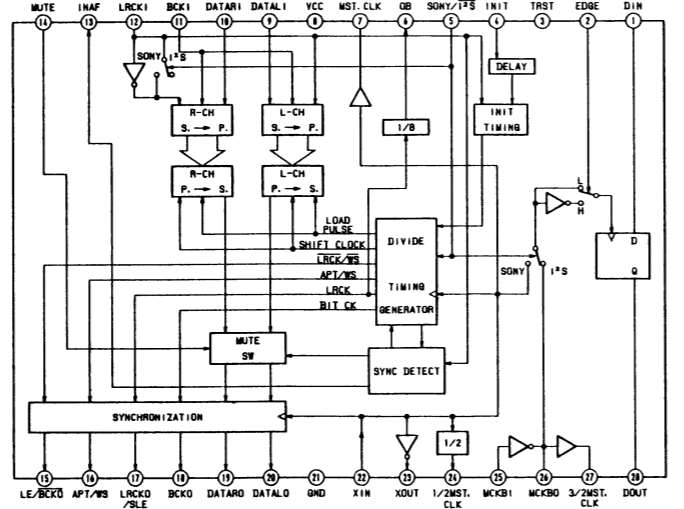 MUTE INAF LRCKI BCKI DATARI DATALI VCC MST.CLK OB SONY/I²S INIT TRST EDGE DIN
14 13 12 11 10 9 8 7 6 5 4 3 2 1
SONY I²S
DELAY
R-CH
S. → P.
L-CH
S. → P.
1/8
INIT
TIMING
R-CH
P. → S.
L-CH
P. → S.
L
H
LOAD
PULSE
SHIFT CLOCK
LRCK/WS
APT/WS
LRCK
BIT CK
DIVIDE
TIMING
GENERATOR
SONY I²S
D
Q
MUTE
SW
SYNC DETECT
SYNCHRONIZATION
1/2
15 16 17 18 19 20 21 22 23 24 25 26 27 28
LE/BCKO APT/WS LRCKO
/SLE BCKO DATARO DATALO GND XIN XOUT 1/2MST.
CLK MCKBI MCKBO 3/2MST.
CLK DOUT